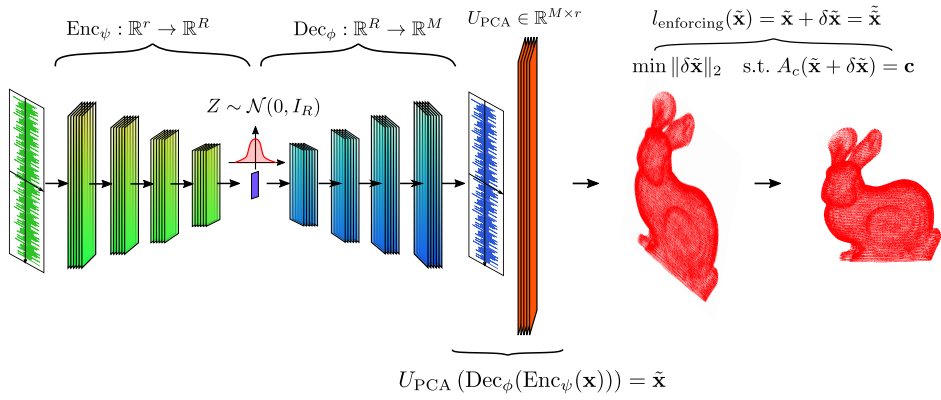 Enc_ψ : ℝ^r → ℝ^R
Dec_ϕ : ℝ^R → ℝ^M
U_PCA ∈ ℝ^{M×r}
l_enforcing(x̃) = x̃ + δx̃ = x̃̃
min ‖δx̃‖_2 s.t. A_c(x̃ + δx̃) = c
Z ∼ 𝒩(0, I_R)
U_PCA (Dec_ϕ(Enc_ψ(x))) = x̃